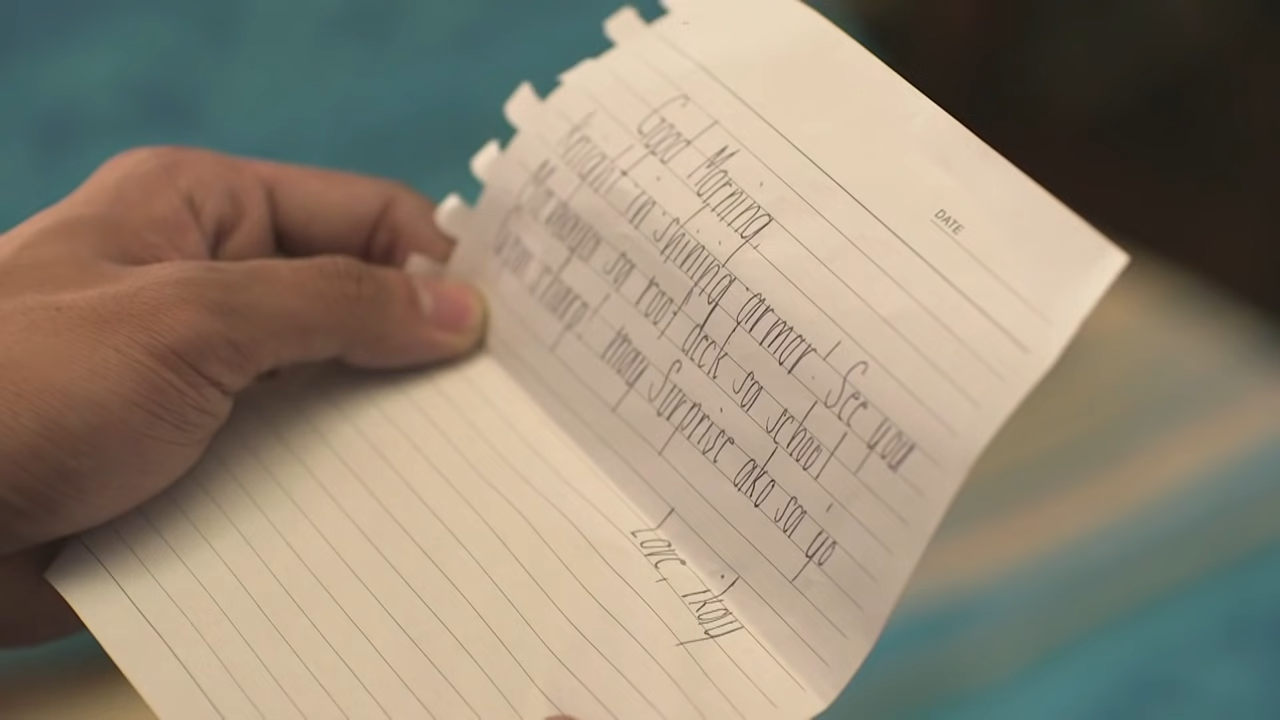 DATE
Good Morning,
knight in shining armor! See you
mamaya sa roof deck sa school
6pm sharp! may Surprise ako sa 'yo
Love, ikay